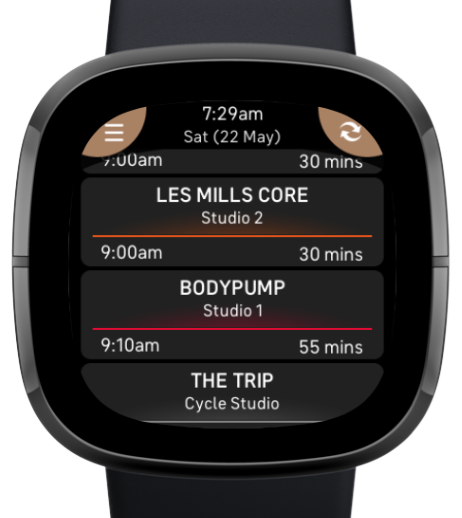 7:29am
Sat (22 May)
7:00am 30 mins
LES MILLS CORE
Studio 2
9:00am 30 mins
BODYPUMP
Studio 1
9:10am 55 mins
THE TRIP
Cycle Studio